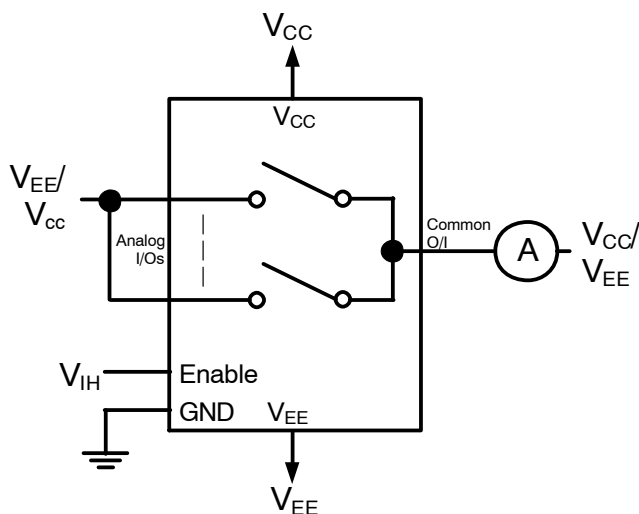 VCC
VCC
VEE/
Vcc
Analog
I/Os
Common
O/I
A
VCC/
VEE
VIH
Enable
GND
VEE
VEE